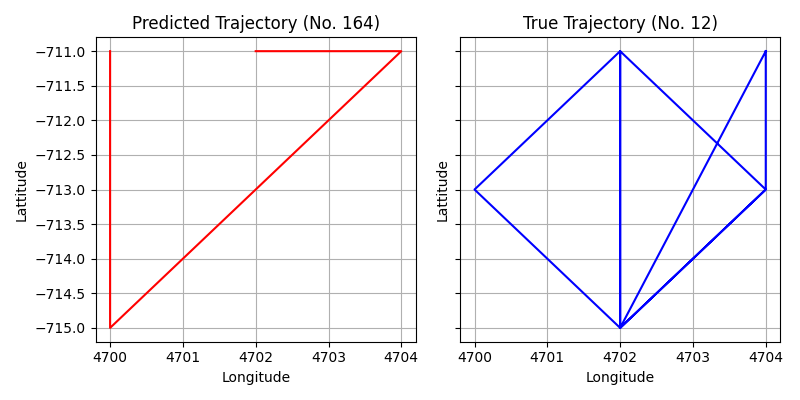 Predicted Trajectory (No. 164)
True Trajectory (No. 12)
−711.0
−711.5
−712.0
−712.5
−713.0
−713.5
−714.0
−714.5
−715.0
Lattitude
Lattitude
4700 4701 4702 4703 4704
4700 4701 4702 4703 4704
Longitude
Longitude